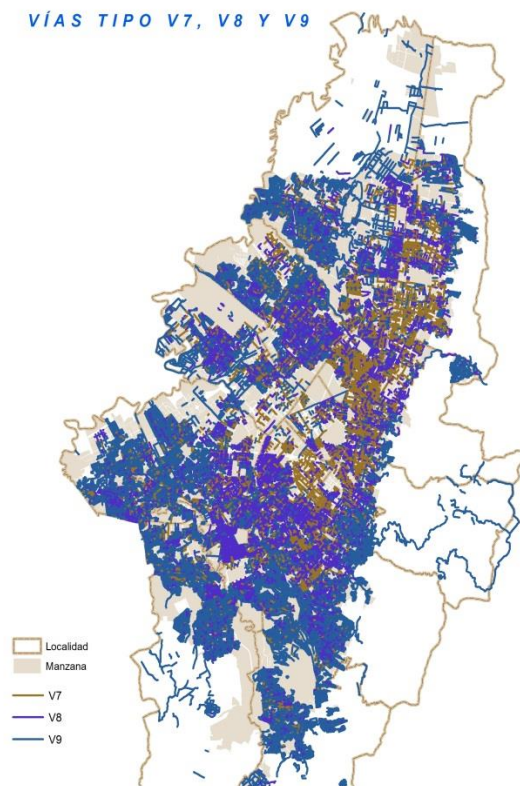 VÍAS TIPO V7, V8 Y V9
Localidad
Manzana
V7
V8
V9